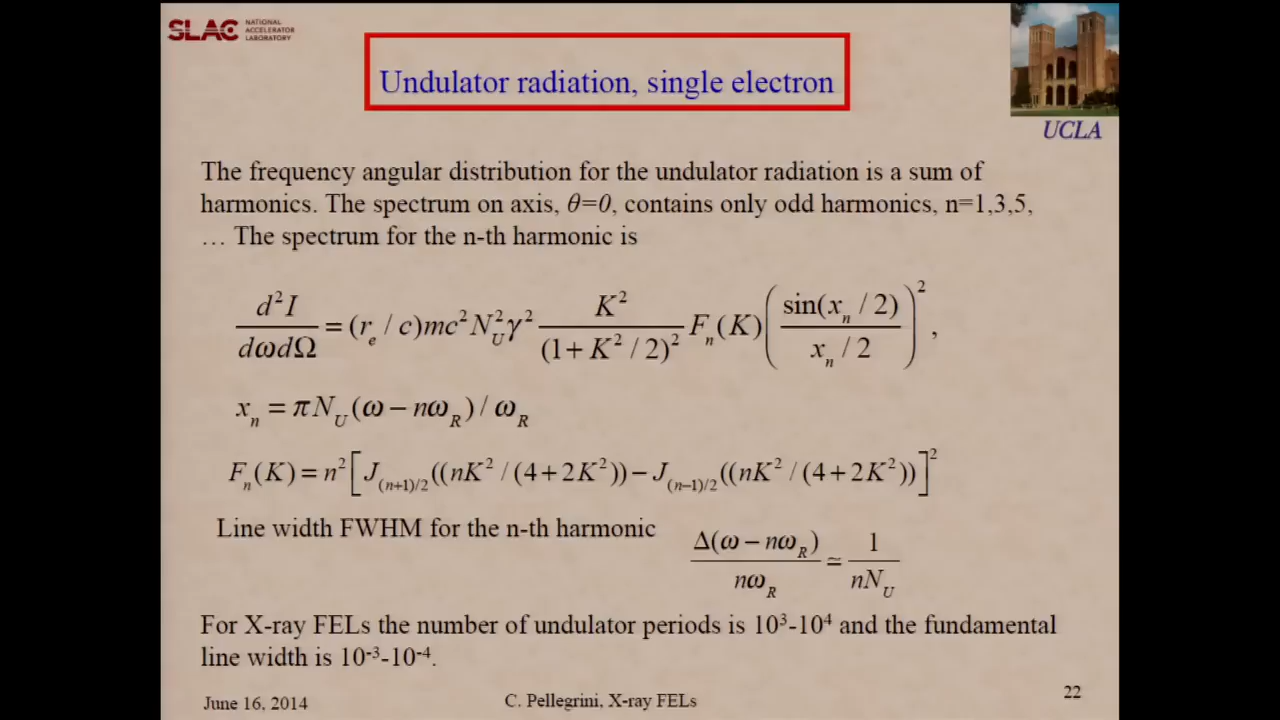 SLAC NATIONAL ACCELERATOR LABORATORY
Undulator radiation, single electron
UCLA
The frequency angular distribution for the undulator radiation is a sum of
harmonics. The spectrum on axis, θ=0, contains only odd harmonics, n=1,3,5,
… The spectrum for the n-th harmonic is
d²I / dωdΩ = (r_e / c)mc² N_U² γ² K² / (1 + K² / 2)² F_n(K) ( sin(x_n / 2) / x_n / 2 )² ,
x_n = πN_U(ω − nω_R) / ω_R
F_n(K) = n² [ J_(n+1)/2((nK² / (4 + 2K²)) − J_(n−1)/2((nK² / (4 + 2K²)) ]²
Line width FWHM for the n-th harmonic
Δ(ω − nω_R) / nω_R ≃ 1 / nN_U
For X-ray FELs the number of undulator periods is 10³-10⁴ and the fundamental
line width is 10⁻³-10⁻⁴.
June 16, 2014
C. Pellegrini, X-ray FELs
22